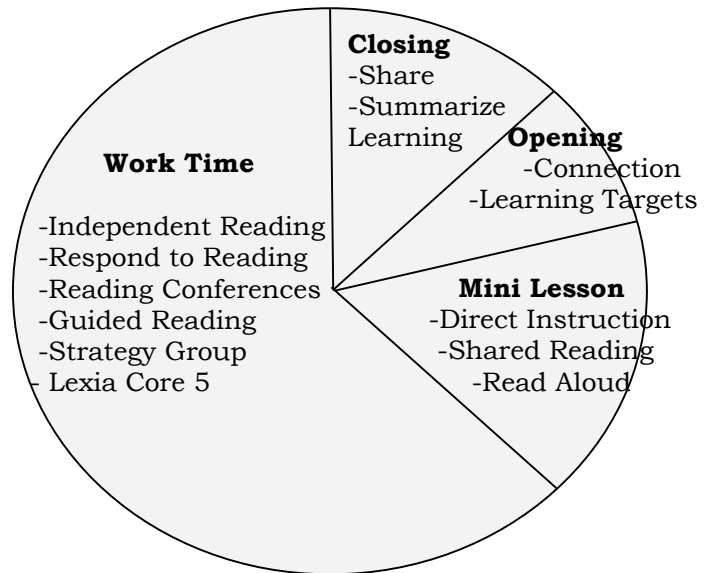 Closing
-Share
-Summarize
Learning
Opening
-Connection
-Learning Targets
Mini Lesson
-Direct Instruction
-Shared Reading
-Read Aloud
Work Time
-Independent Reading
-Respond to Reading
-Reading Conferences
-Guided Reading
-Strategy Group
- Lexia Core 5